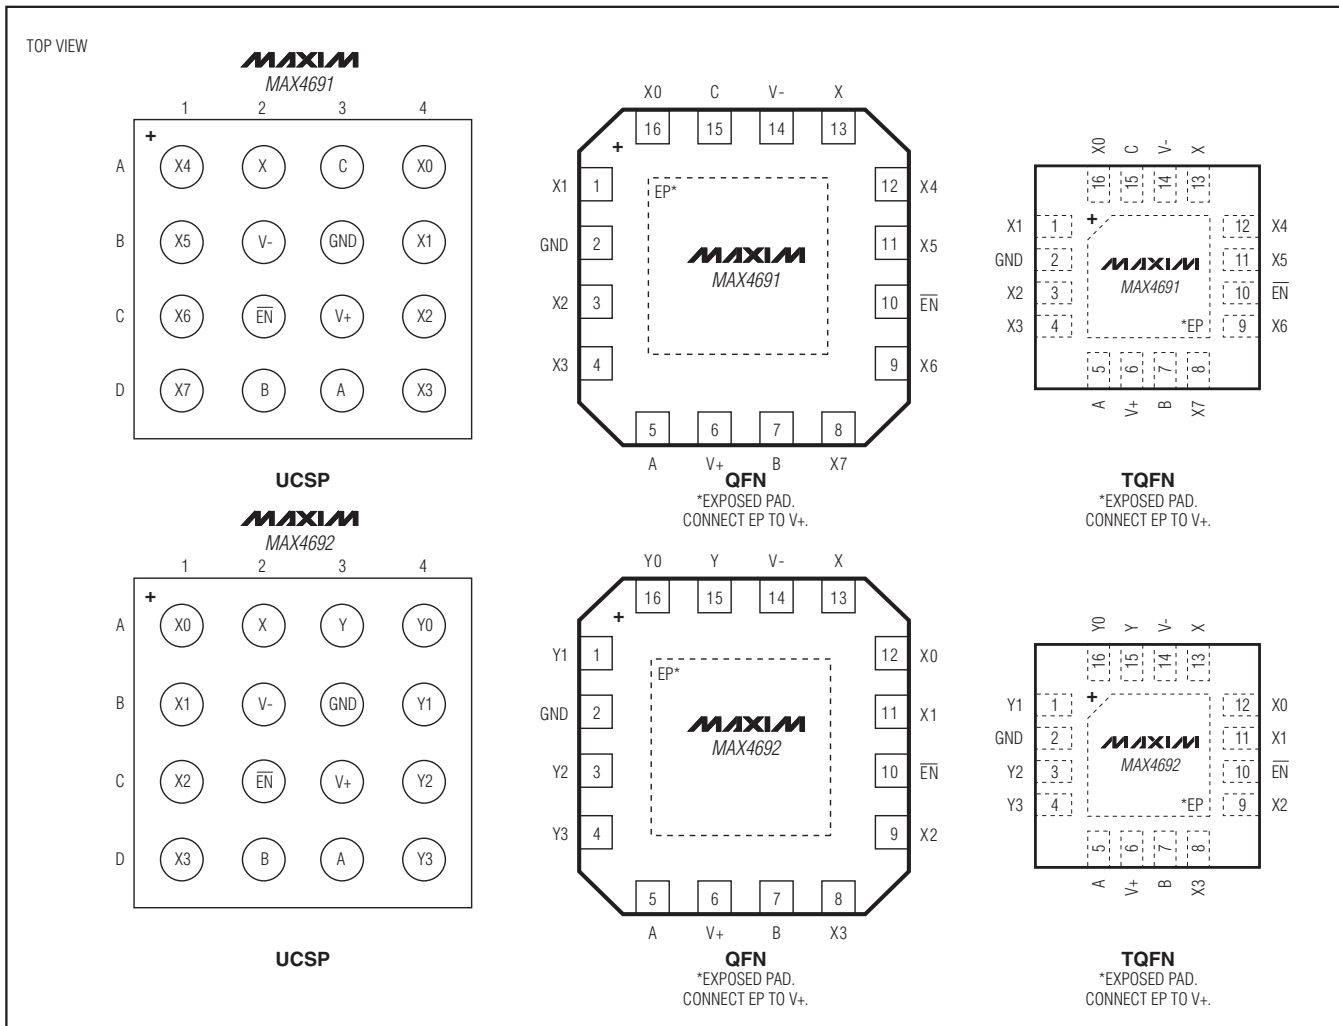 TOP VIEW
MAXIM
MAX4691
1 2 3 4
+
A X4 X C X0
B X5 V- GND X1
C X6 E̅N̅ V+ X2
D X7 B A X3
UCSP
X0 C V- X
16 15 14 13
+
EP*
X1 1 12 X4
GND 2 11 X5
X2 3 10 E̅N̅
X3 4 9 X6
MAXIM
MAX4691
5 6 7 8
A V+ B X7
QFN
*EXPOSED PAD.
CONNECT EP TO V+.
X0 C V- X
16 15 14 13
+
X1 1 12 X4
GND 2 11 X5
X2 3 10 E̅N̅
X3 4 9 X6
MAXIM
MAX4691
*EP
5 6 7 8
A V+ B X7
TQFN
*EXPOSED PAD.
CONNECT EP TO V+.
MAXIM
MAX4692
1 2 3 4
+
A X0 X Y Y0
B X1 V- GND Y1
C X2 E̅N̅ V+ Y2
D X3 B A Y3
UCSP
Y0 Y V- X
16 15 14 13
+
EP*
Y1 1 12 X0
GND 2 11 X1
Y2 3 10 E̅N̅
Y3 4 9 X2
MAXIM
MAX4692
5 6 7 8
A V+ B X3
QFN
*EXPOSED PAD.
CONNECT EP TO V+.
Y0 Y V- X
16 15 14 13
+
Y1 1 12 X0
GND 2 11 X1
Y2 3 10 E̅N̅
Y3 4 9 X2
MAXIM
MAX4692
*EP
5 6 7 8
A V+ B X3
TQFN
*EXPOSED PAD.
CONNECT EP TO V+.